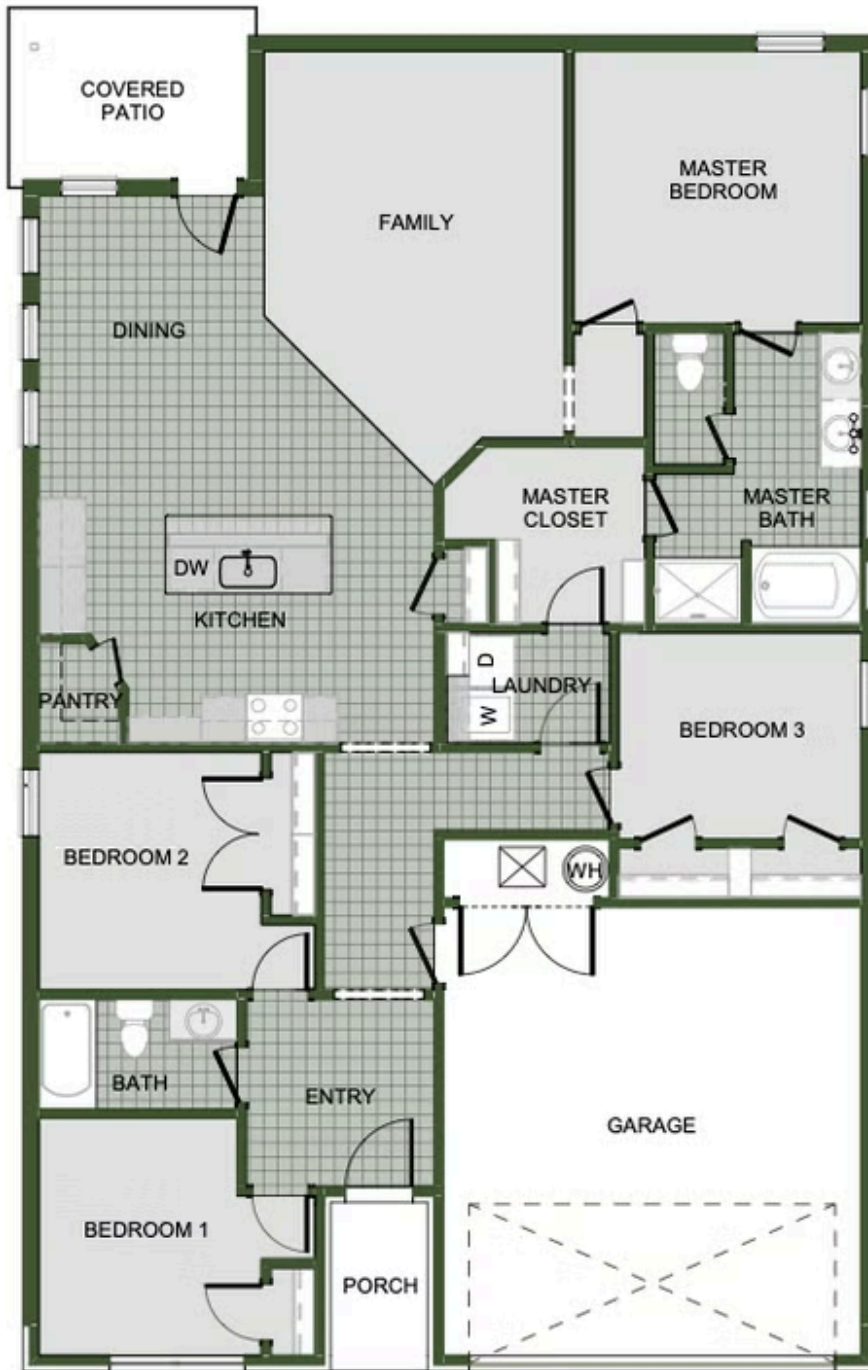 COVERED
PATIO
MASTER
BEDROOM
FAMILY
DINING
MASTER
CLOSET
MASTER
BATH
DW
KITCHEN
D
LAUNDRY
W
PANTRY
BEDROOM 3
BEDROOM 2
WH
BATH
ENTRY
GARAGE
BEDROOM 1
PORCH